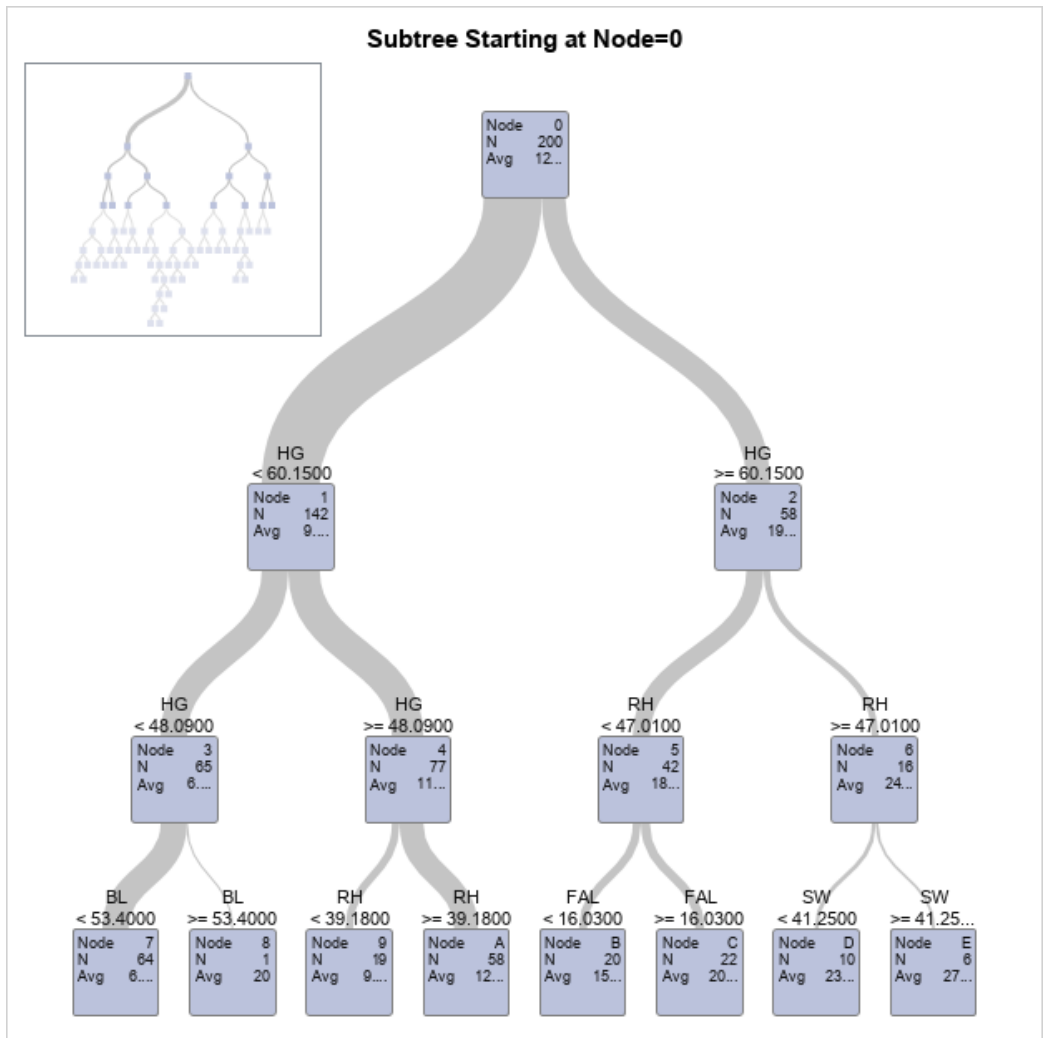 Subtree Starting at Node=0
Node 0
N 200
Avg 12...
HG
< 60.1500
Node 1
N 142
Avg 9....
HG
>= 60.1500
Node 2
N 58
Avg 19...
HG
< 48.0900
Node 3
N 65
Avg 6....
HG
>= 48.0900
Node 4
N 77
Avg 11...
RH
< 47.0100
Node 5
N 42
Avg 18...
RH
>= 47.0100
Node 6
N 16
Avg 24...
BL
< 53.4000
Node 7
N 64
Avg 6....
BL
>= 53.4000
Node 8
N 1
Avg 20
RH
< 39.1800
Node 9
N 19
Avg 9....
RH
>= 39.1800
Node A
N 58
Avg 12...
FAL
< 16.0300
Node B
N 20
Avg 15...
FAL
>= 16.0300
Node C
N 22
Avg 20...
SW
< 41.2500
Node D
N 10
Avg 23...
SW
>= 41.25...
Node E
N 6
Avg 27...